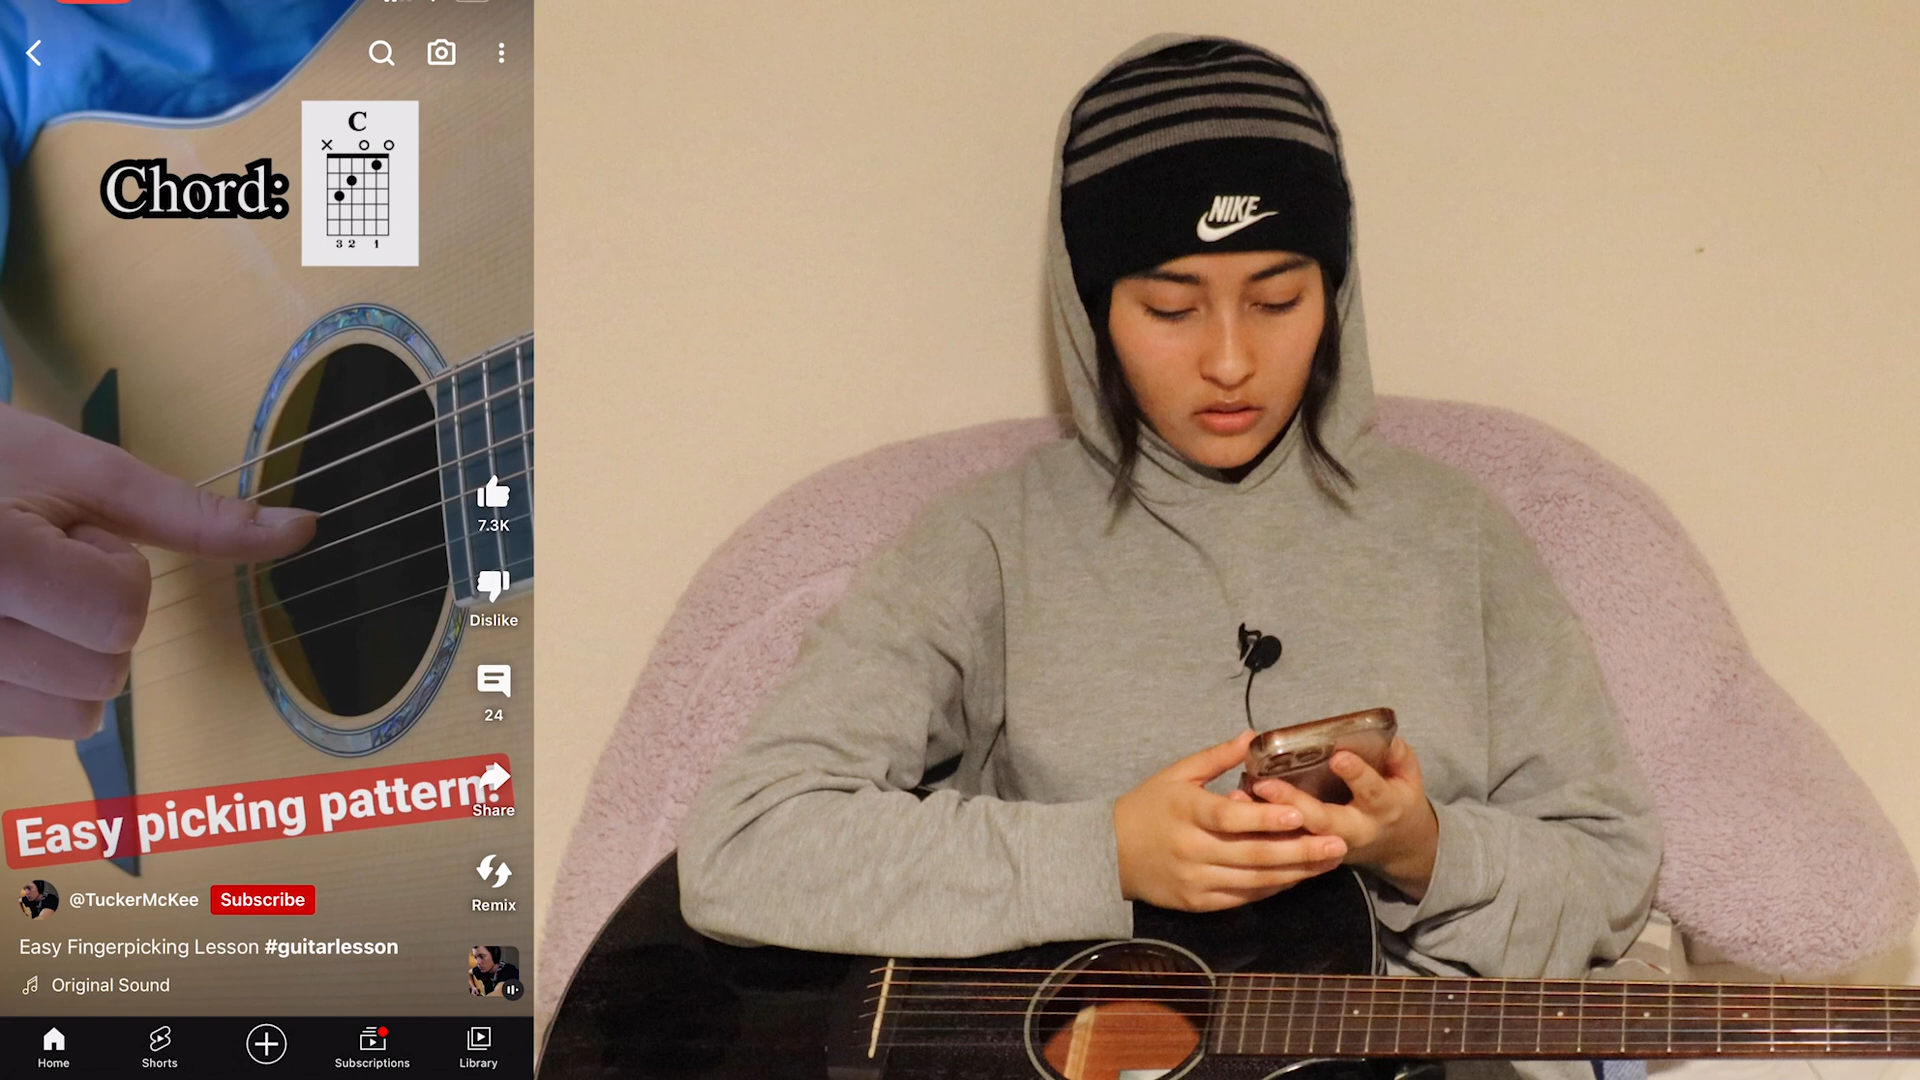 C
x o o
3 2 1
Chord:
7.3K
Dislike
24
Easy picking pattern!
Share
@TuckerMcKee
Subscribe
Remix
Easy Fingerpicking Lesson #guitarlesson
Original Sound
Home
Shorts
Subscriptions
Library
NIKE